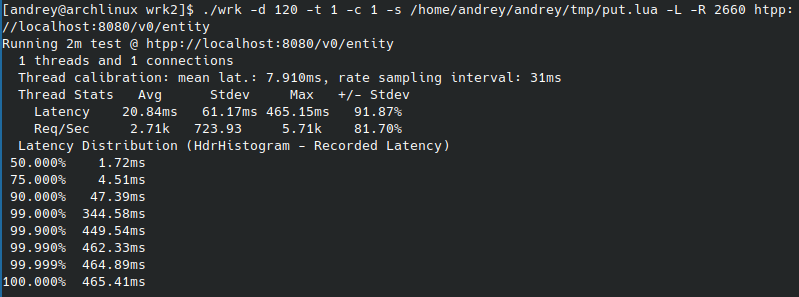 [andrey@archlinux wrk2]$ ./wrk -d 120 -t 1 -c 1 -s /home/andrey/andrey/tmp/put.lua -L -R 2660 htpp:
//localhost:8080/v0/entity
Running 2m test @ htpp://localhost:8080/v0/entity
  1 threads and 1 connections
  Thread calibration: mean lat.: 7.910ms, rate sampling interval: 31ms
  Thread Stats   Avg      Stdev     Max   +/- Stdev
    Latency    20.84ms   61.17ms 465.15ms   91.87%
    Req/Sec     2.71k   723.93     5.71k    81.70%
  Latency Distribution (HdrHistogram - Recorded Latency)
 50.000%    1.72ms
 75.000%    4.51ms
 90.000%   47.39ms
 99.000%  344.58ms
 99.900%  449.54ms
 99.990%  462.33ms
 99.999%  464.89ms
100.000%  465.41ms